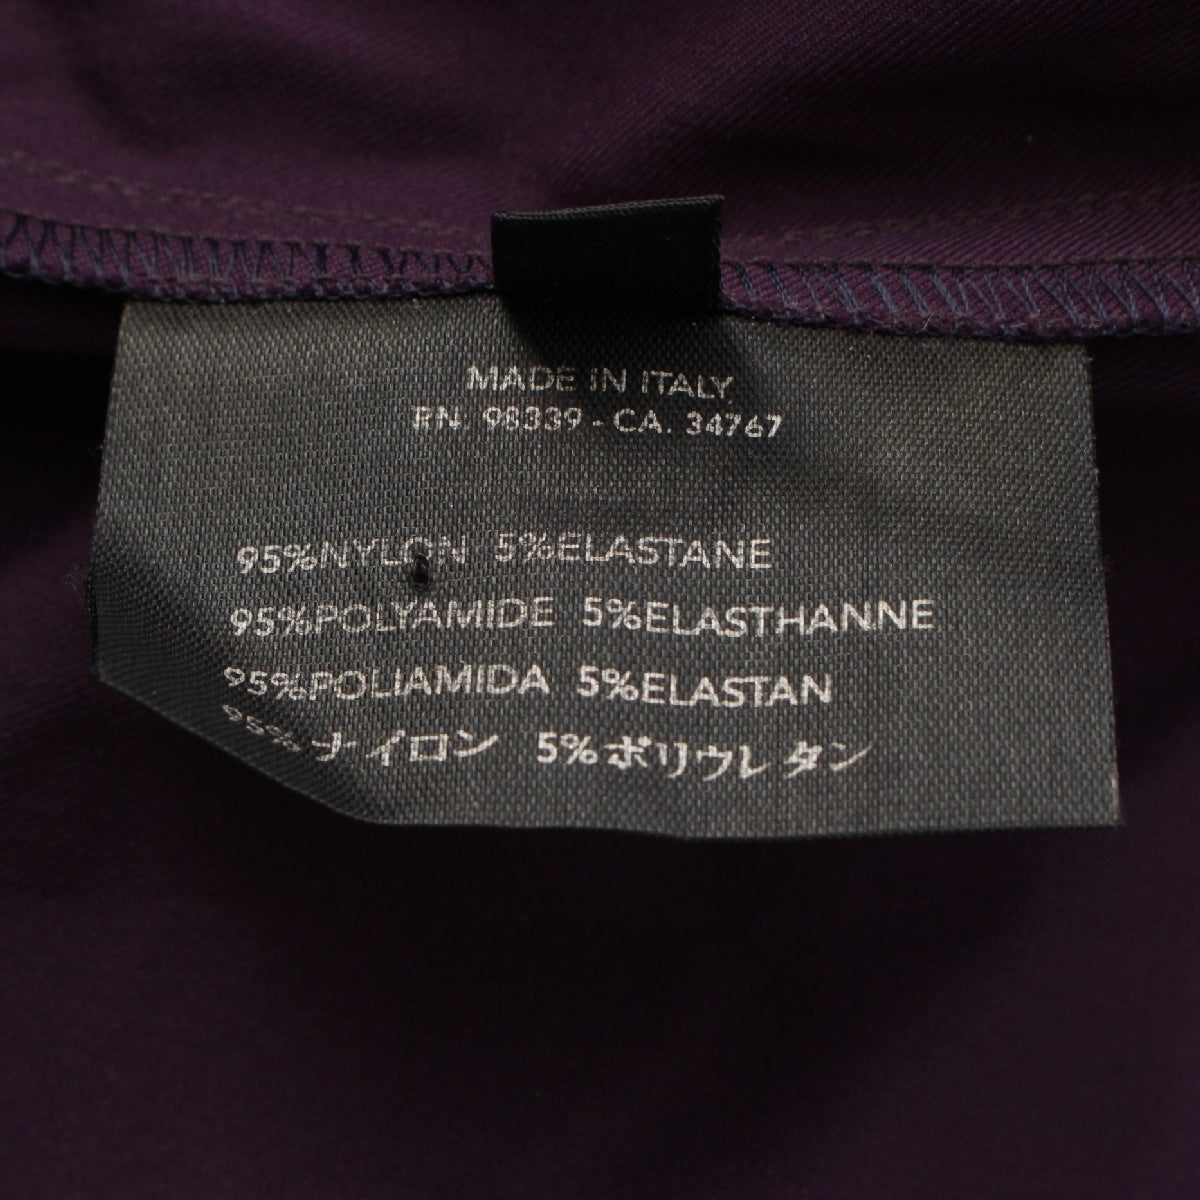 MADE IN ITALY
RN. 98339 - CA. 34767
95%NYLON 5%ELASTANE
95%POLYAMIDE 5%ELASTHANNE
95%POLIAMIDA 5%ELASTAN
95%ナイロン 5%ポリウレタン